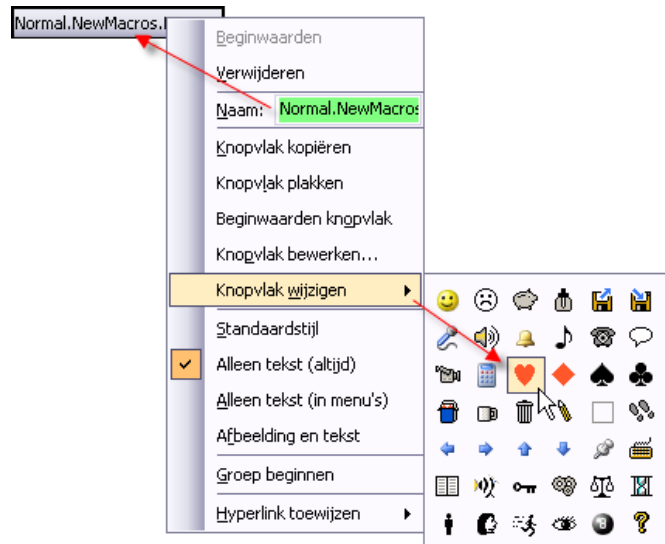 Normal.NewMacros.
Beginwaarden
Verwijderen
Naam: Normal.NewMacros
Knopvlak kopiëren
Knopvlak plakken
Beginwaarden knopvlak
Knopvlak bewerken...
Knopvlak wijzigen
Standaardstijl
Alleen tekst (altijd)
Alleen tekst (in menu's)
Afbeelding en tekst
Groep beginnen
Hyperlink toewijzen